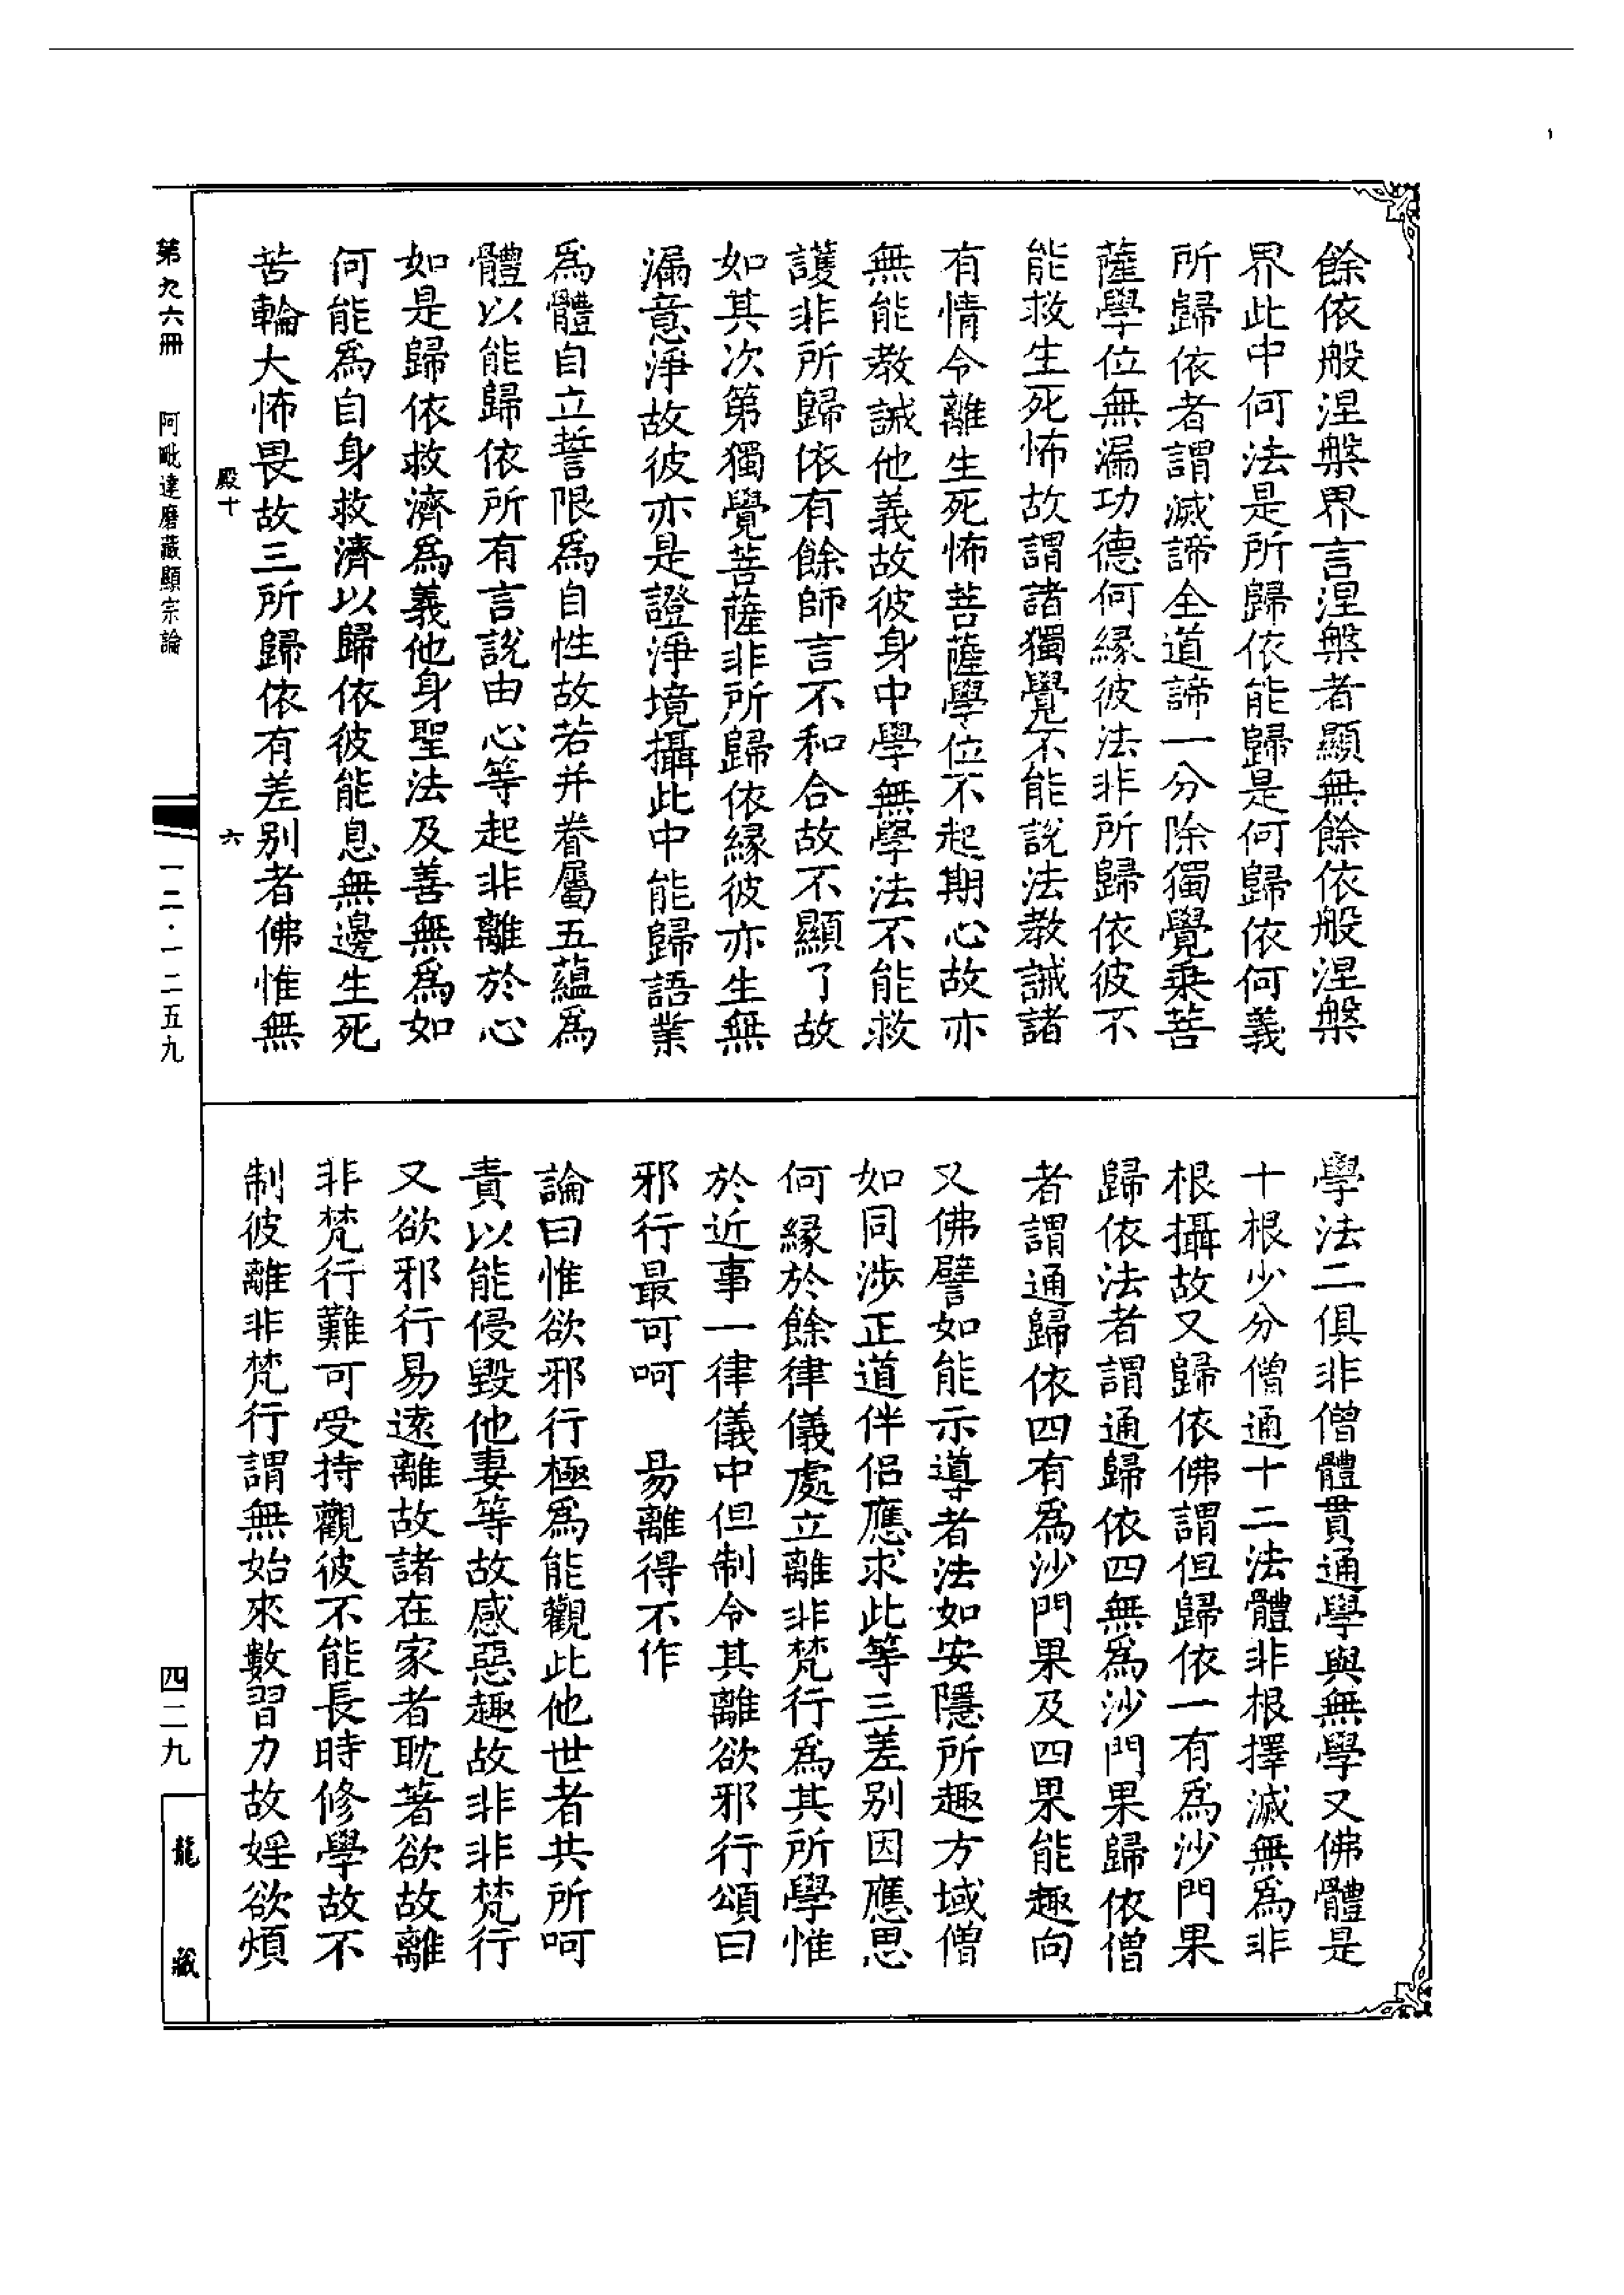 餘依般涅槃界言涅槃者顯無餘依般涅槃
界此中何法是所歸依能歸是何歸依何義
所歸依者謂滅諦全道諦一分除獨覺乗菩
薩學位無漏功德何縁彼法非所歸依彼不
能救生死怖故謂諸獨覺不能說法教誡諸
有情令離生死怖菩薩學位不起期心故亦
無能教誡他義故彼身中學無學法不能救
護非所歸依有餘師言不和合故不顯了故
如其次第獨覺菩薩非所歸依縁彼亦生無
漏意淨故彼亦是證淨境攝此中能歸語業
為體自立誓限為自性故若并眷屬五蘊為
體以能歸依所有言說由心等起非離於心
如是歸依救濟為義他身聖法及善無為如
何能為自身救濟以歸依彼能息無邊生死
苦輪大怖畏故三所歸依有差别者佛惟無
殿十 六
學法二俱非僧體貫通學與無學又佛體是
十根少分僧通十二法體非根擇滅無為非
根攝故又歸依佛謂但歸依一有為沙門果
歸依法者謂通歸依四無為沙門果歸依僧
者謂通歸依四有為沙門果及四果能趣向
又佛譬如能示導者法如安隱所趣方域僧
如同涉正道伴侣應求此等三差别因應思
何縁於餘律儀處立離非梵行為其所學惟
於近事一律儀中但制令其離欲邪行頌曰
邪行最可呵 易離得不作
論曰惟欲邪行極為能觀此他世者共所呵
責以能侵毀他妻等故感惡趣故非非梵行
又欲邪行易遠離故諸在家者耽著欲故離
非梵行難可受持觀彼不能長時修學故不
制彼離非梵行謂無始來數習力故婬欲煩
第九六冊 阿毗達磨藏顯宗論
一二·一二五九
四二九
龍藏